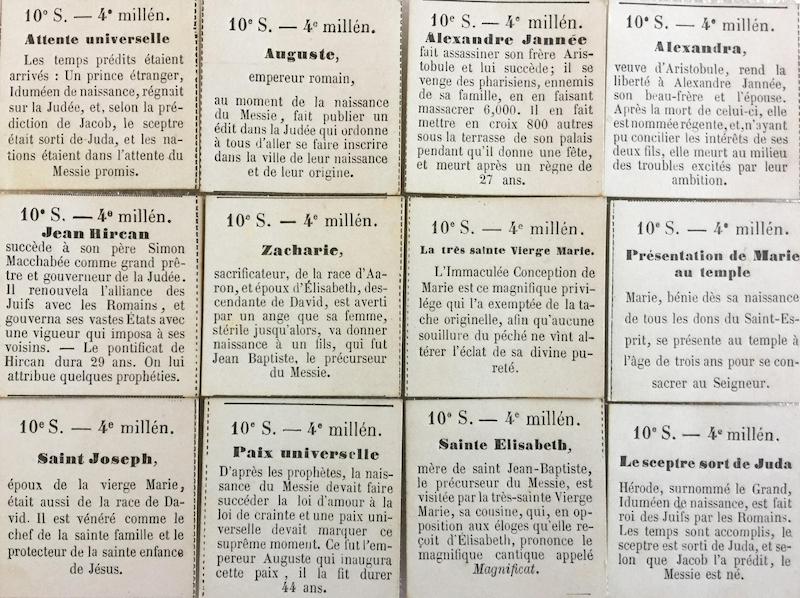 10e S. — 4e millén.
Attente universelle
Les temps prédits étaient
arrivés : Un prince étranger,
Iduméen de naissance, régnait
sur la Judée, et, selon la pré-
diction de Jacob, le sceptre
était sorti de Juda, et les na-
tions étaient dans l'attente du
Messie promis.
10e S. — 4e millén.
Auguste,
empereur romain,
au moment de la naissance
du Messie, fait publier un
édit dans la Judée qui ordonne
à tous d'aller se faire inscrire
dans la ville de leur naissance
et de leur origine.
10e S. — 4e millén.
Alexandre Jannée
fait assassiner son frère Aris-
tobule et lui succède; il se
venge des pharisiens, ennemis
de sa famille, en en faisant
massacrer 6,000. Il en fait
mettre en croix 800 autres
sous la terrasse de son palais
pendant qu'il donne une fête,
et meurt après un règne de
27 ans.
10e S. — 4e millén.
Alexandra,
veuve d'Aristobule, rend la
liberté à Alexandre Jannée,
son beau-frère et l'épouse.
Après la mort de celui-ci, elle
est nommée régente, et, n'ayant
pu concilier les intérêts de ses
deux fils, elle meurt au milieu
des troubles excités par leur
ambition.
10e S. — 4e millén.
Jean Hircan
succède à son père Simon
Macchabée comme grand prê-
tre et gouverneur de la Judée.
Il renouvela l'alliance des
Juifs avec les Romains, et
gouverna ses vastes États avec
une vigueur qui imposa à ses
voisins. — Le pontificat de
Hircan dura 29 ans. On lui
attribue quelques prophéties.
10e S. — 4e millén.
Zacharie,
sacrificateur, de la race d'Aa-
ron, et époux d'Élisabeth, des-
cendante de David, est averti
par un ange que sa femme,
stérile jusqu'alors, va donner
naissance à un fils, qui fut
Jean Baptiste, le précurseur
du Messie.
10e S. — 4e millén.
La très sainte Vierge Marie.
L'Immaculée Conception de
Marie est ce magnifique privi-
lége qui l'a exemptée de la ta-
che originelle, afin qu'aucune
souillure du péché ne vînt al-
térer l'éclat de sa divine pu-
reté.
10e S. — 4e millén.
Présentation de Marie
au temple
Marie, bénie dès sa naissance
de tous les dons du Saint-Es-
prit, se présente au temple à
l'âge de trois ans pour se con-
sacrer au Seigneur.
10e S. — 4e millén.
Saint Joseph,
époux de la vierge Marie,
était aussi de la race de Da-
vid. Il est vénéré comme le
chef de la sainte famille et le
protecteur de la sainte enfance
de Jésus.
10e S. — 4e millén.
Paix universelle
D'après les prophètes, la nais-
sance du Messie devait faire
succéder la loi d'amour à la
loi de crainte et une paix uni-
verselle devait marquer ce
suprême moment. Ce fut l'em-
pereur Auguste qui inaugura
cette paix, il la fit durer
44 ans.
10e S. — 4e millén.
Sainte Elisabeth,
mère de saint Jean-Baptiste,
le précurseur du Messie, est
visitée par la très-sainte Vierge
Marie, sa cousine, qui, en op-
position aux éloges qu'elle re-
çoit d'Élisabeth, prononce le
magnifique cantique appelé
Magnificat.
10e S. — 4e millén.
Le sceptre sort de Juda
Hérode, surnommé le Grand,
Iduméen de naissance, est fait
roi des Juifs par les Romains.
Les temps sont accomplis, le
sceptre est sorti de Juda, et se-
lon que Jacob l'a prédit, le
Messie est né.